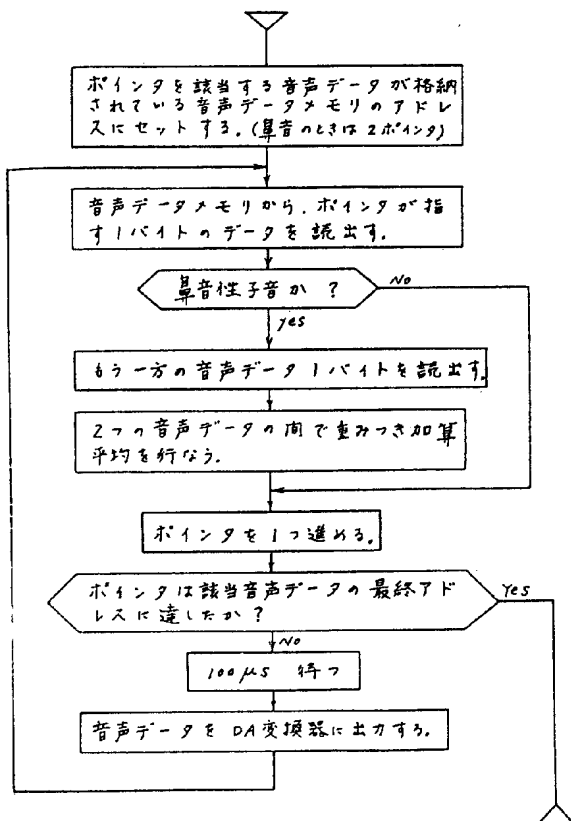 ポインタを該当する音声データが格納
されている音声データメモリのアドレ
スにセットする。(鼻音のときは2ポインタ)
音声データメモリから、ポインタが指
す1バイトのデータを読出す。
鼻音性子音か?
No
yes
もう一方の音声データ1バイトを読出す。
2つの音声データの間で重みつき加算
平均を行なう。
ポインタを1つ進める。
ポインタは該当音声データの最終アド
レスに達したか?
Yes
No
100μs 待つ
音声データをDA変換器に出力する。